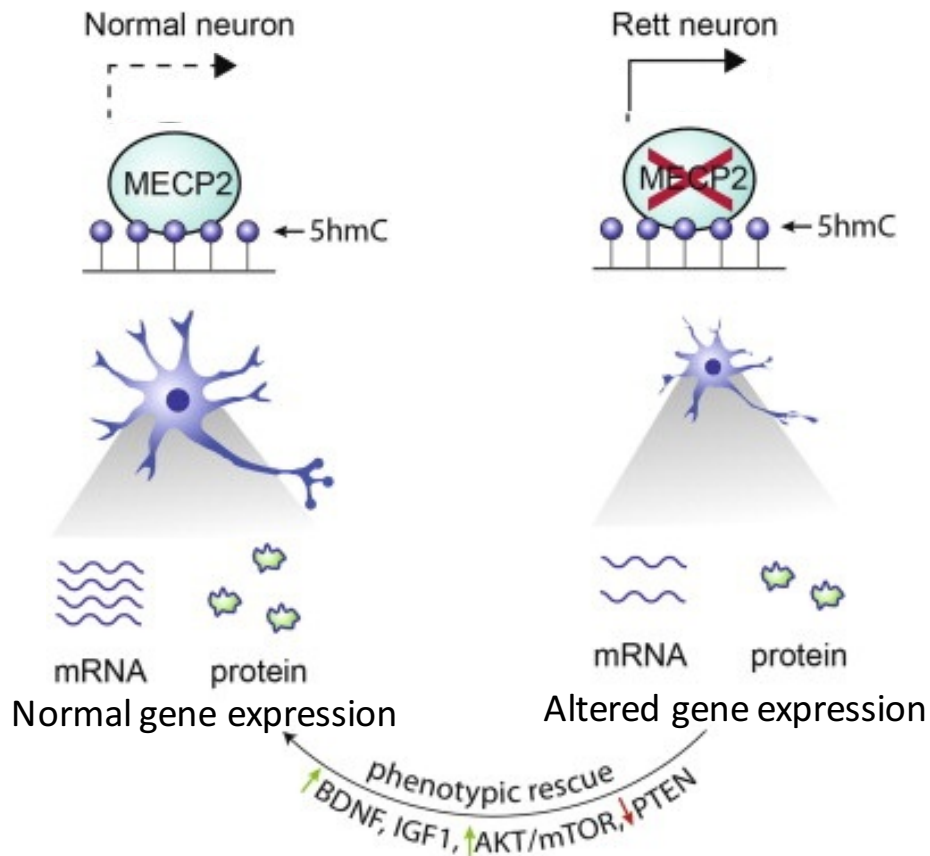 Normal neuron
Rett neuron
MECP2
5hmC
MECP2
5hmC
mRNA
protein
mRNA
protein
Normal gene expression
Altered gene expression
phenotypic rescue
↑BDNF, IGF1, ↑AKT/mTOR,↓PTEN